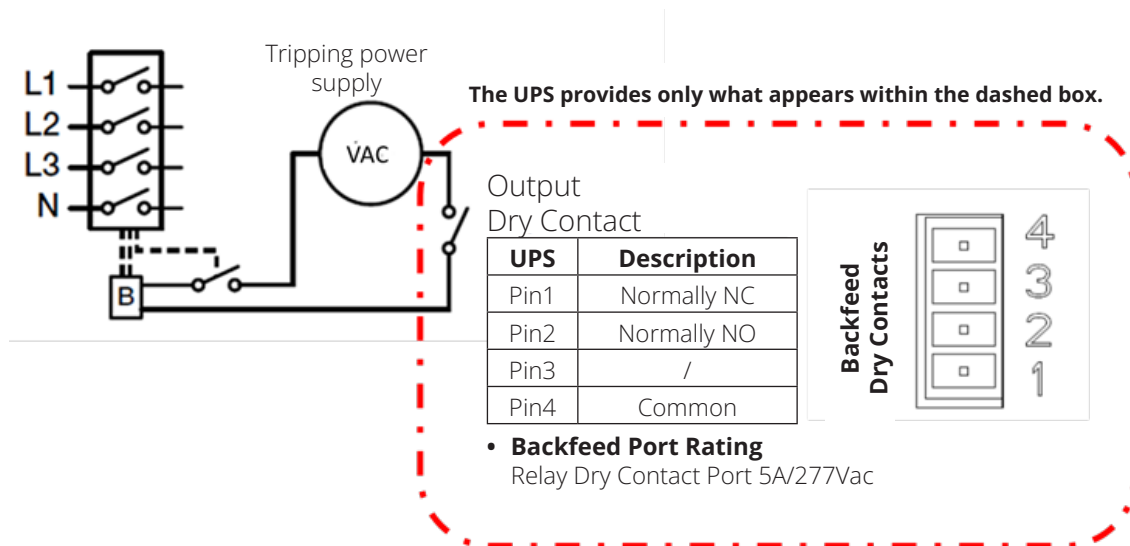 Tripping power
supply
L1
L2
L3
N
VAC
B
The UPS provides only what appears within the dashed box.
Output
Dry Contact
UPS Description
Pin1 Normally NC
Pin2 Normally NO
Pin3 /
Pin4 Common
Backfeed
Dry Contacts
4
3
2
1
• Backfeed Port Rating
Relay Dry Contact Port 5A/277Vac